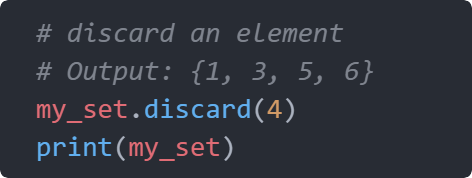 # discard an element
# Output: {1, 3, 5, 6}
my_set.discard(4)
print(my_set)